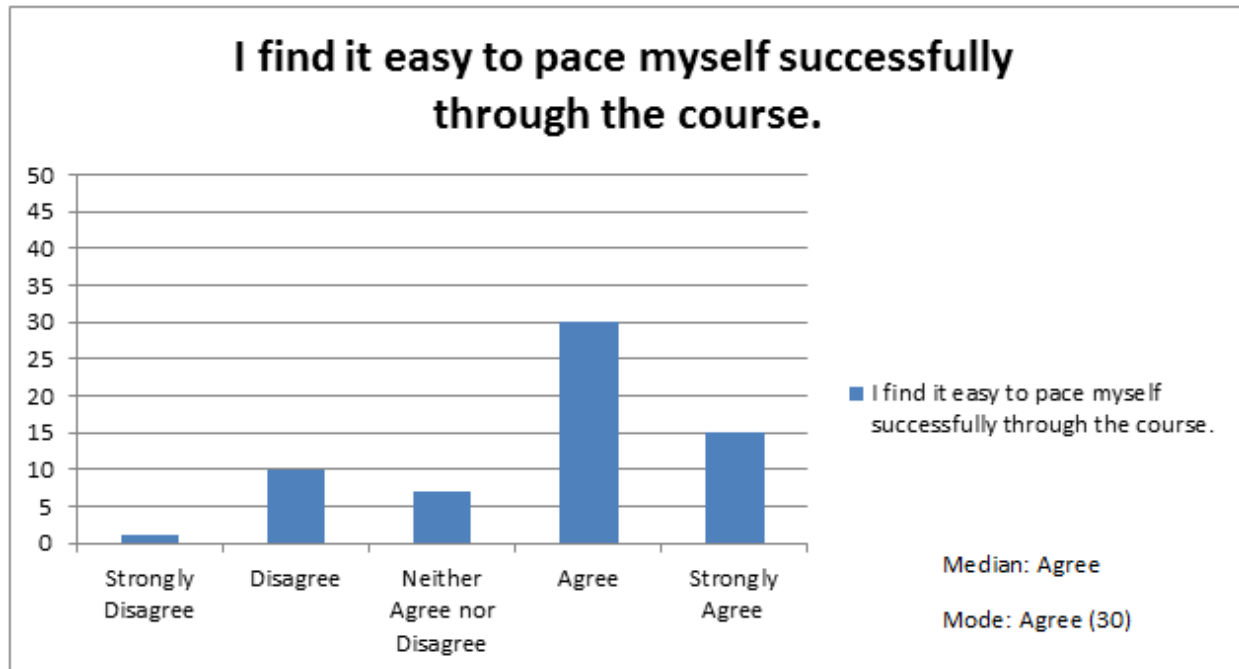 I find it easy to pace myself successfully
through the course.
50
45
40
35
30
25
20
15
10
5
0
Strongly
Disagree
Disagree
Neither
Agree nor
Disagree
Agree
Strongly
Agree
I find it easy to pace myself
successfully through the course.
Median: Agree
Mode: Agree (30)